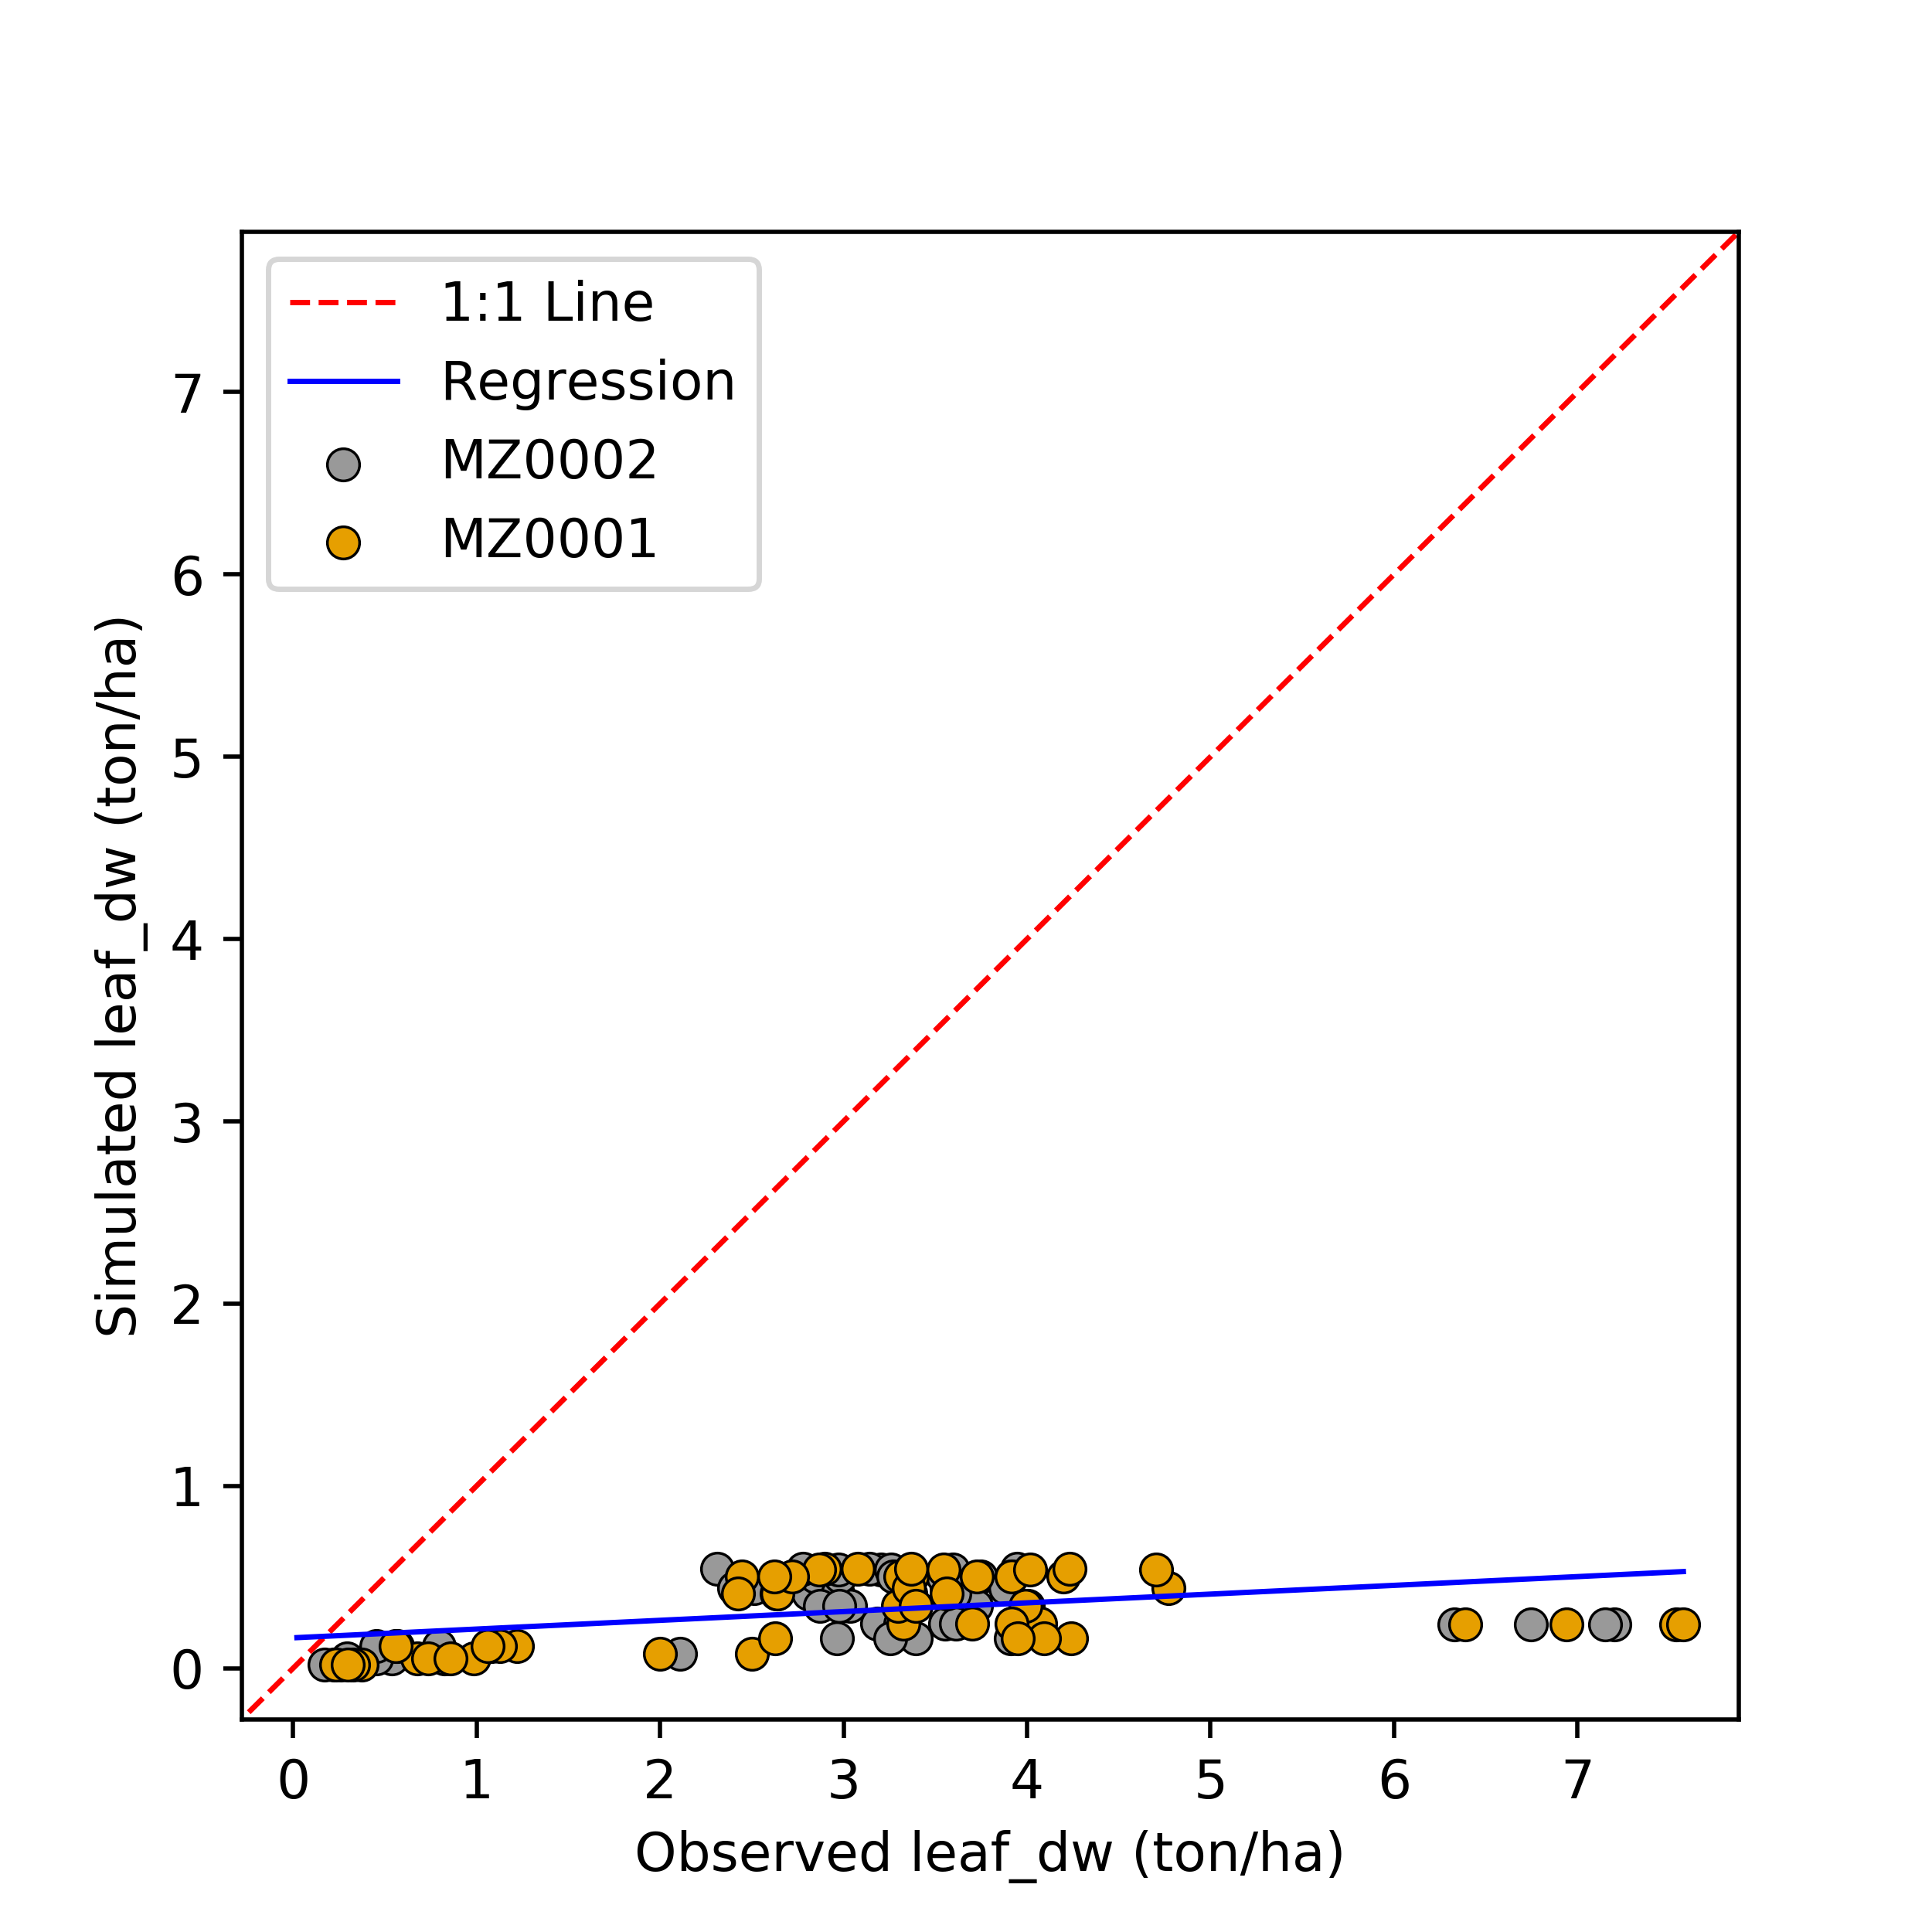 1:1 Line
Regression
MZ0002
MZ0001
Simulated leaf_dw (ton/ha)
7
6
5
4
3
2
1
0
0 1 2 3 4 5 6 7
Observed leaf_dw (ton/ha)